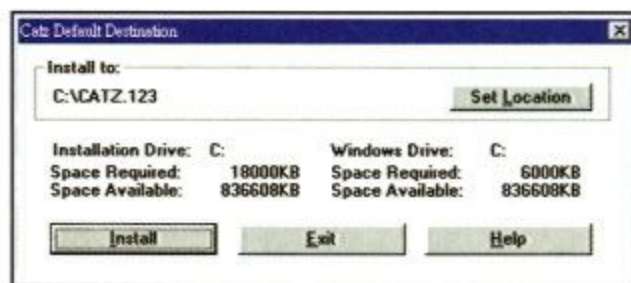 Catz Default Destination
Install to:
C:\CATZ.123
Set Location
Installation Drive: C: Windows Drive: C:
Space Required: 18000KB Space Required: 6000KB
Space Available: 836608KB Space Available: 836608KB
Install Exit Help